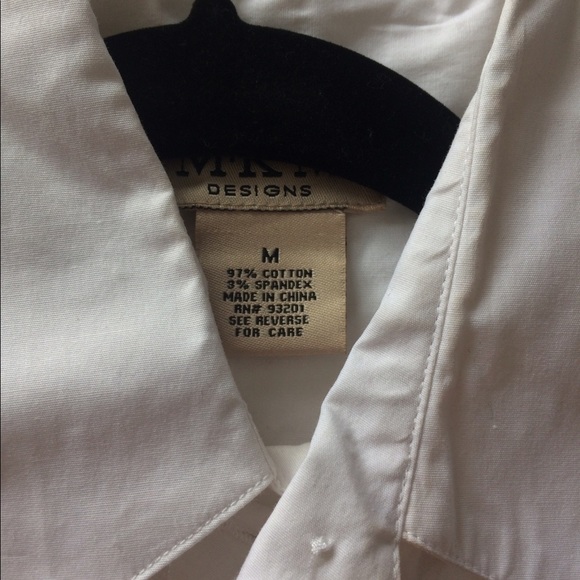 DESIGNS
M
97% COTTON
3% SPANDEX
MADE IN CHINA
RN# 93201
SEE REVERSE
FOR CARE